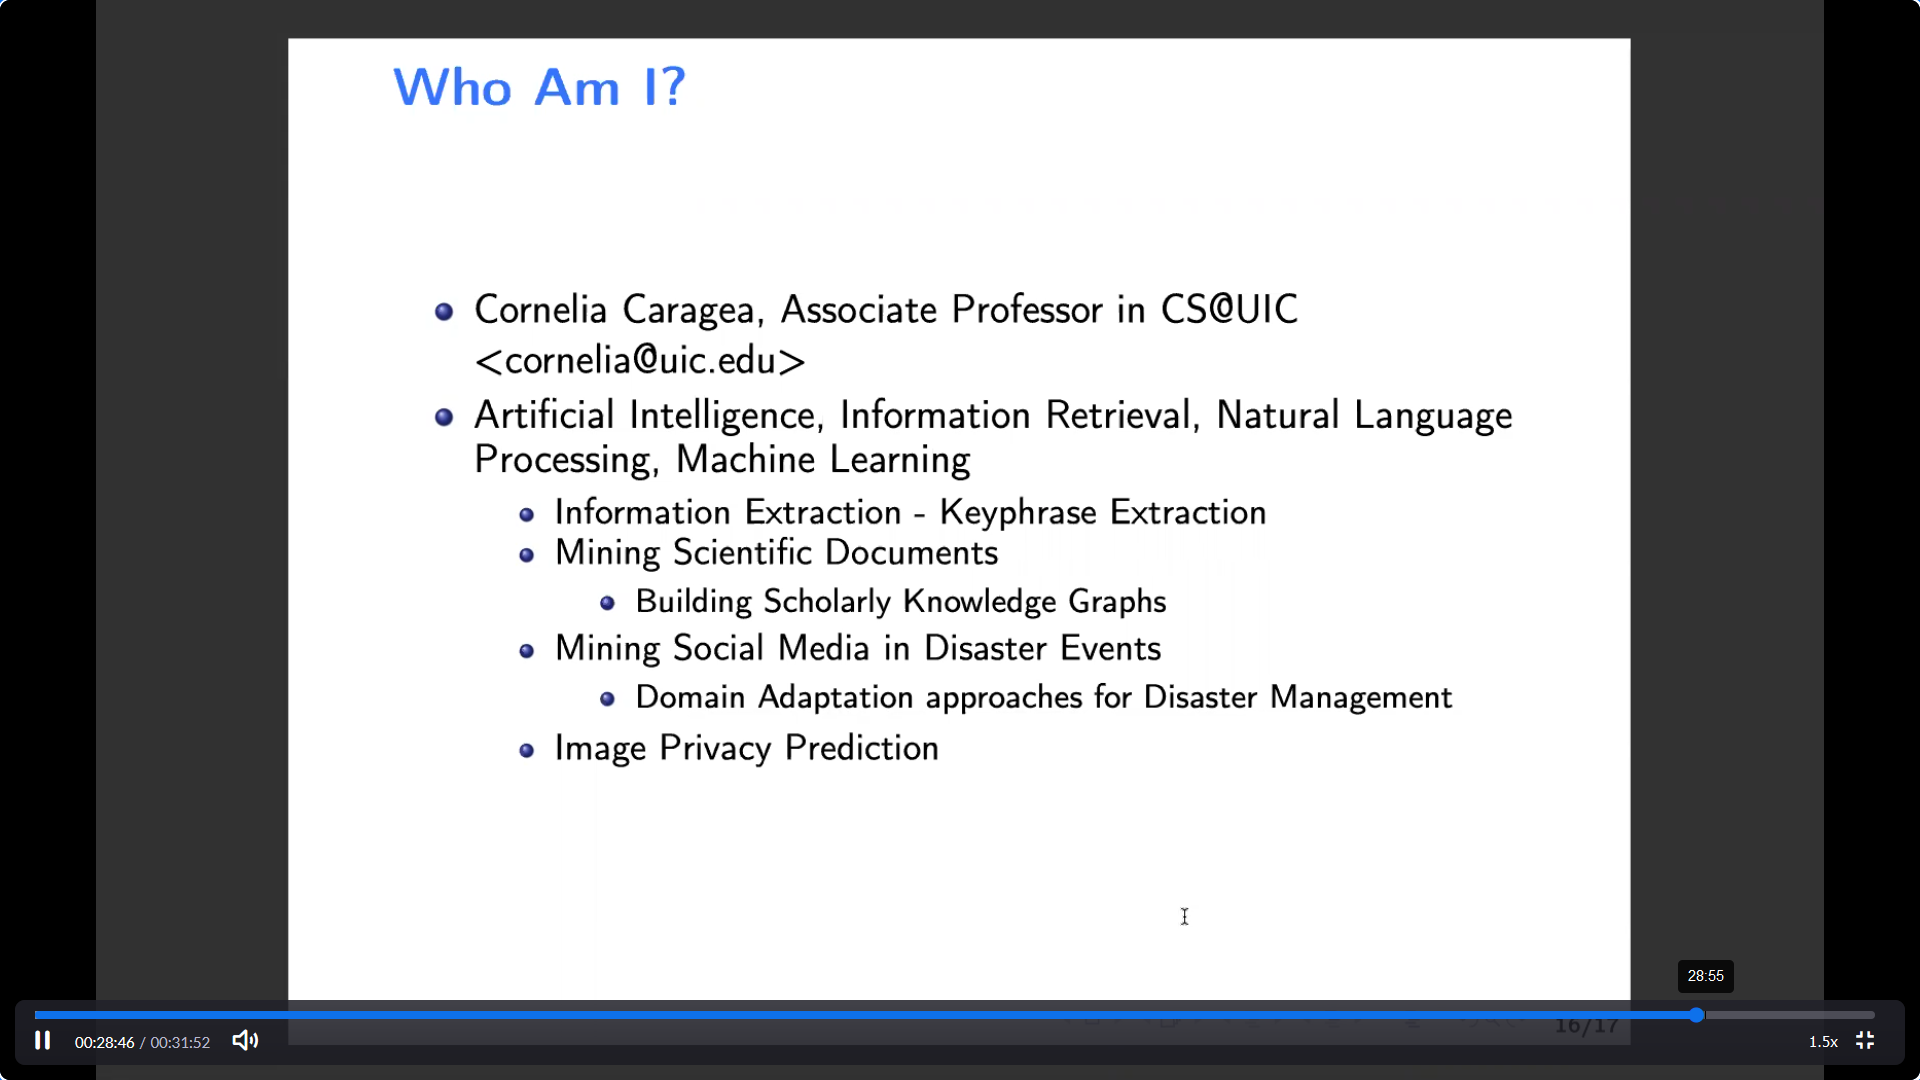 Who Am I?
Cornelia Caragea, Associate Professor in CS@UIC
<cornelia@uic.edu>
Artificial Intelligence, Information Retrieval, Natural Language
Processing, Machine Learning
Information Extraction - Keyphrase Extraction
Mining Scientific Documents
Building Scholarly Knowledge Graphs
Mining Social Media in Disaster Events
Domain Adaptation approaches for Disaster Management
Image Privacy Prediction
28:55
16/17
00:28:46 / 00:31:52
1.5x